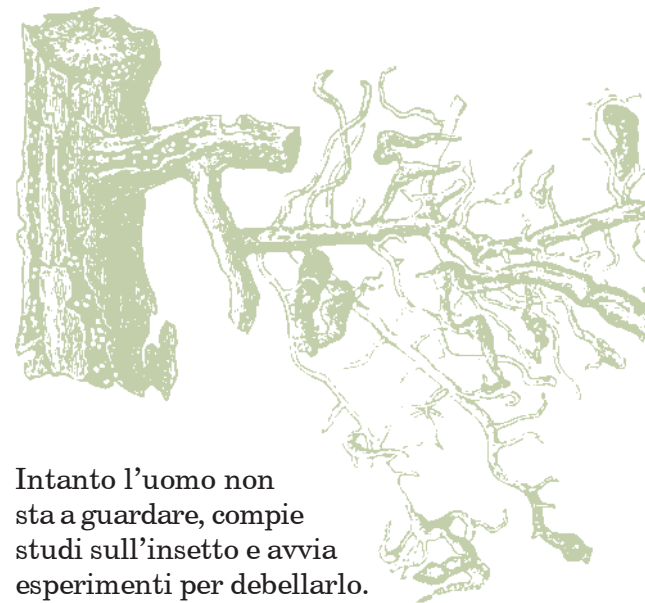 Intanto l’uomo non
sta a guardare, compie
studi sull’insetto e avvia
esperimenti per debellarlo.